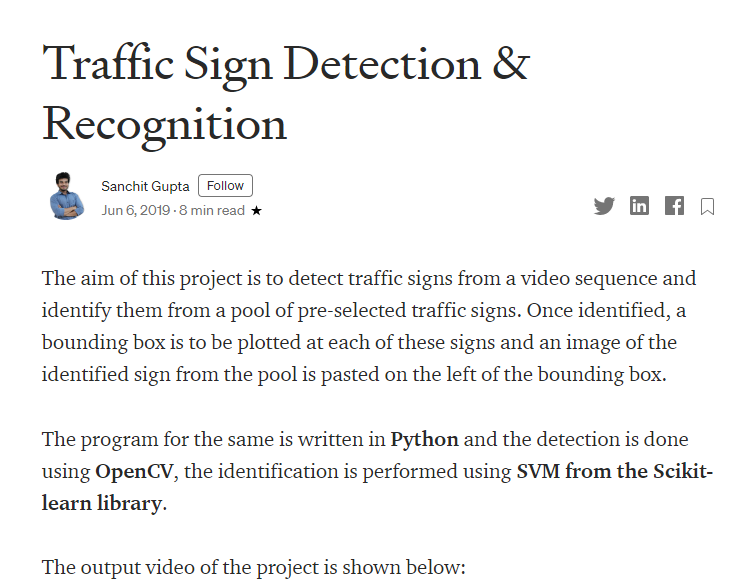 Traffic Sign Detection &
Recognition
Sanchit Gupta Follow
Jun 6, 2019 · 8 min read ★
The aim of this project is to detect traffic signs from a video sequence and
identify them from a pool of pre-selected traffic signs. Once identified, a
bounding box is to be plotted at each of these signs and an image of the
identified sign from the pool is pasted on the left of the bounding box.
The program for the same is written in Python and the detection is done
using OpenCV, the identification is performed using SVM from the Scikit-
learn library.
The output video of the project is shown below: